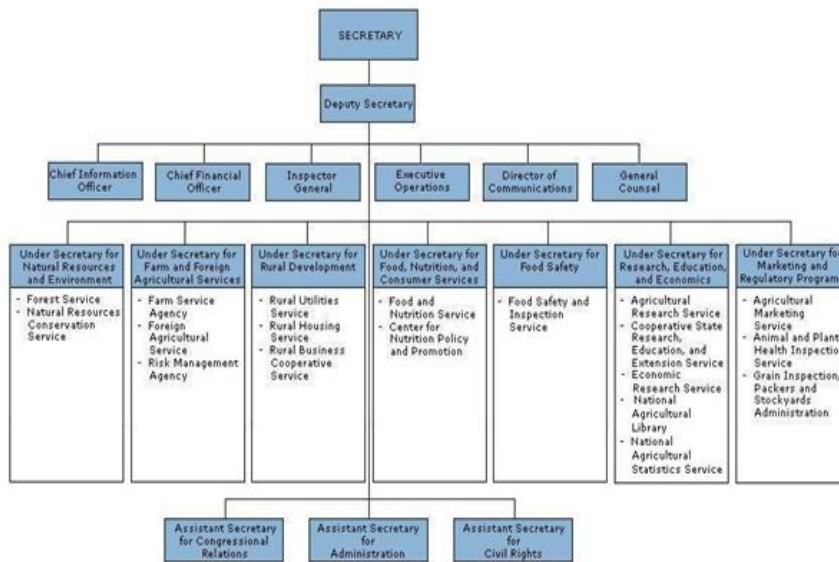 SECRETARY
Deputy Secretary
Chief Information
Officer
Chief Financial
Officer
Inspector
General
Executive
Operations
Director of
Communications
General
Counsel
Under Secretary for
Natural Resources
and Environment
- Forest Service
- Natural Resources
Conservation
Service
Under Secretary for
Farm and Foreign
Agricultural Services
- Farm Service
Agency
- Foreign
Agricultural
Service
- Risk Management
Agency
Under Secretary for
Rural Development
- Rural Utilities
Service
- Rural Housing
Service
- Rural Business
Cooperative
Service
Under Secretary for
Food, Nutrition, and
Consumer Services
- Food and
Nutrition Service
- Center for
Nutrition Policy
and Promotion
Under Secretary for
Food Safety
- Food Safety and
Inspection
Service
Under Secretary for
Research, Education,
and Economics
- Agricultural
Research Service
- Cooperative State
Research,
Education, and
Extension Service
- Economic
Research Service
- National
Agricultural
Library
- National
Agricultural
Statistics Service
Under Secretary for
Marketing and
Regulatory Program
- Agricultural
Marketing
Service
- Animal and Plant
Health Inspectio
Service
- Grain Inspection,
Packers and
Stockyards
Administration
Assistant Secretary
for Congressional
Relations
Assistant Secretary
for
Administration
Assistant Secretary
for
Civil Rights